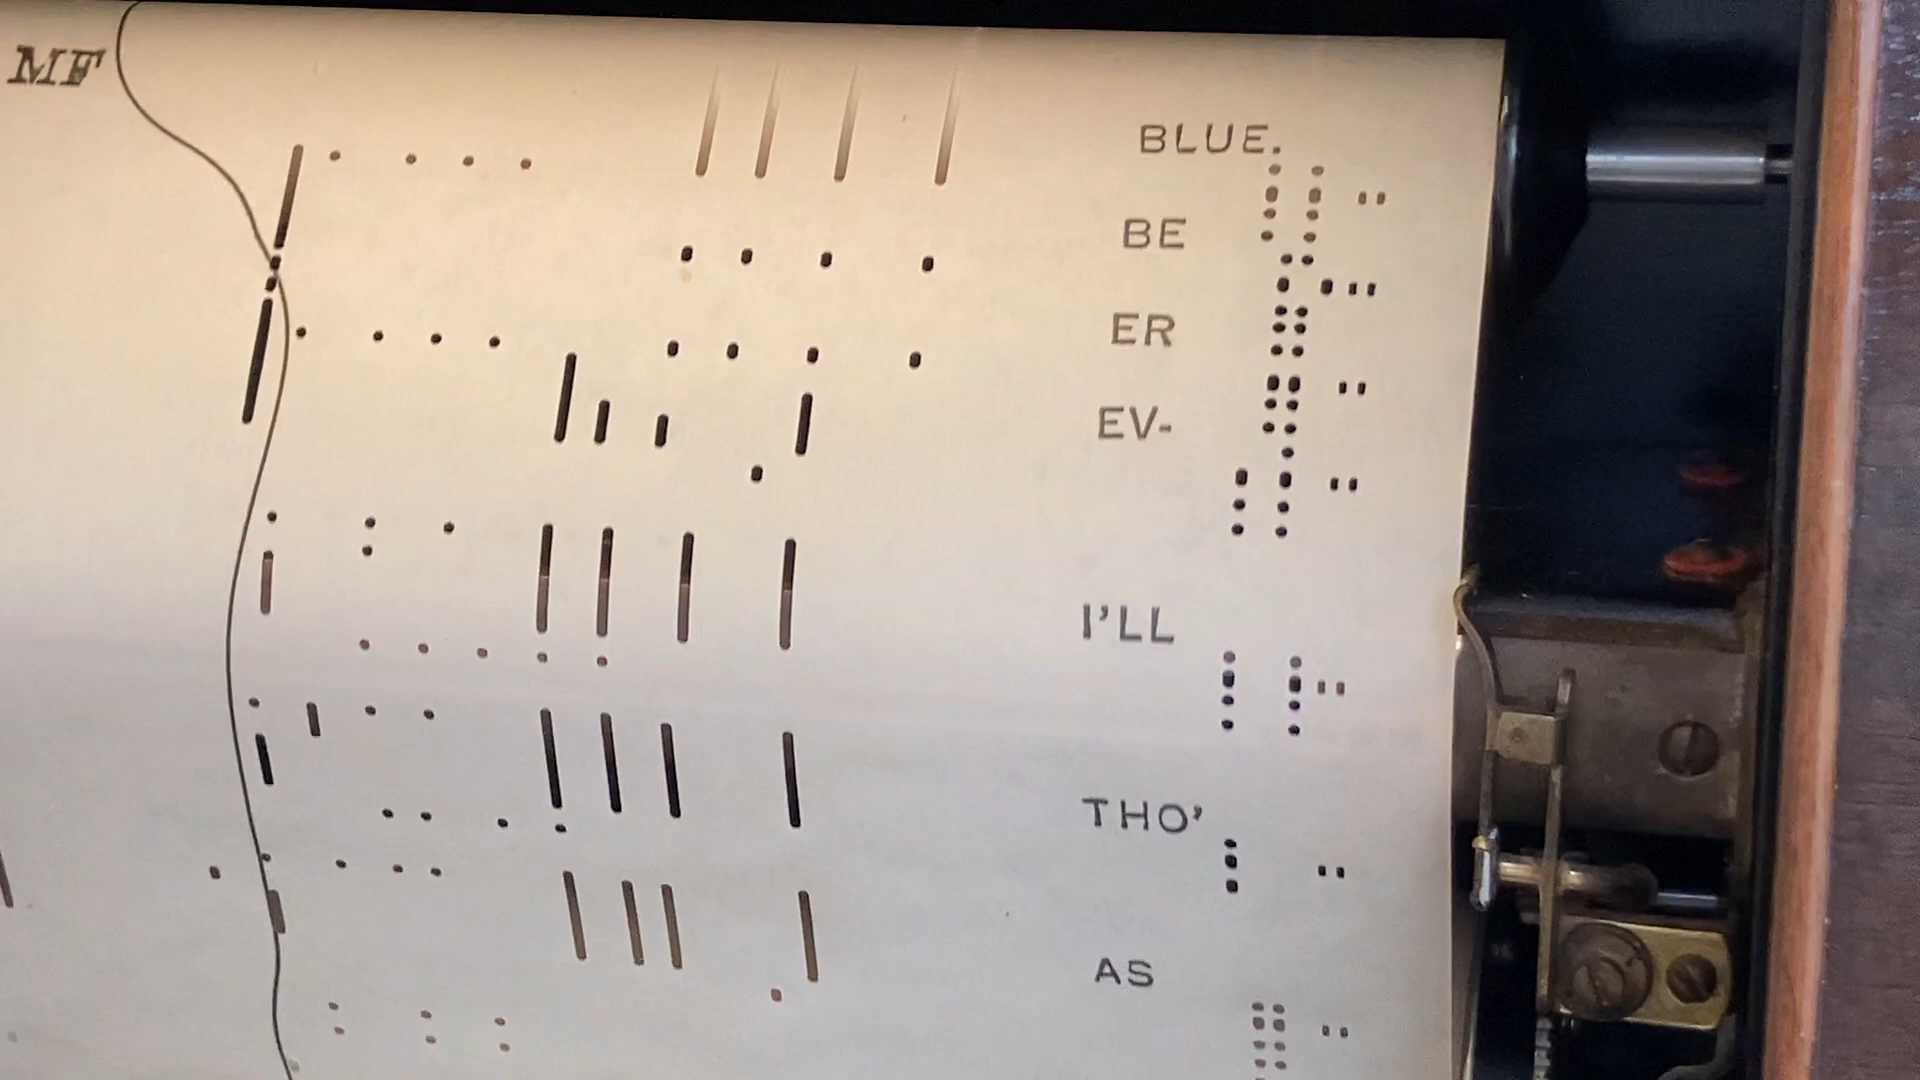 MF
BLUE.
BE
ER
EV-
I'LL
THO'
AS